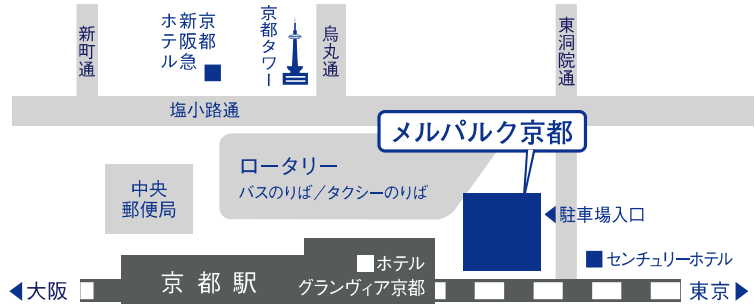 新町通
京都
新阪急
ホテル
京都タワー
烏丸通
東洞院通
塩小路通
メルパルク京都
ロータリー
バスのりば/タクシーのりば
中央
郵便局
駐車場入口
センチュリーホテル
京都駅
ホテル
グランヴィア京都
大阪
東京